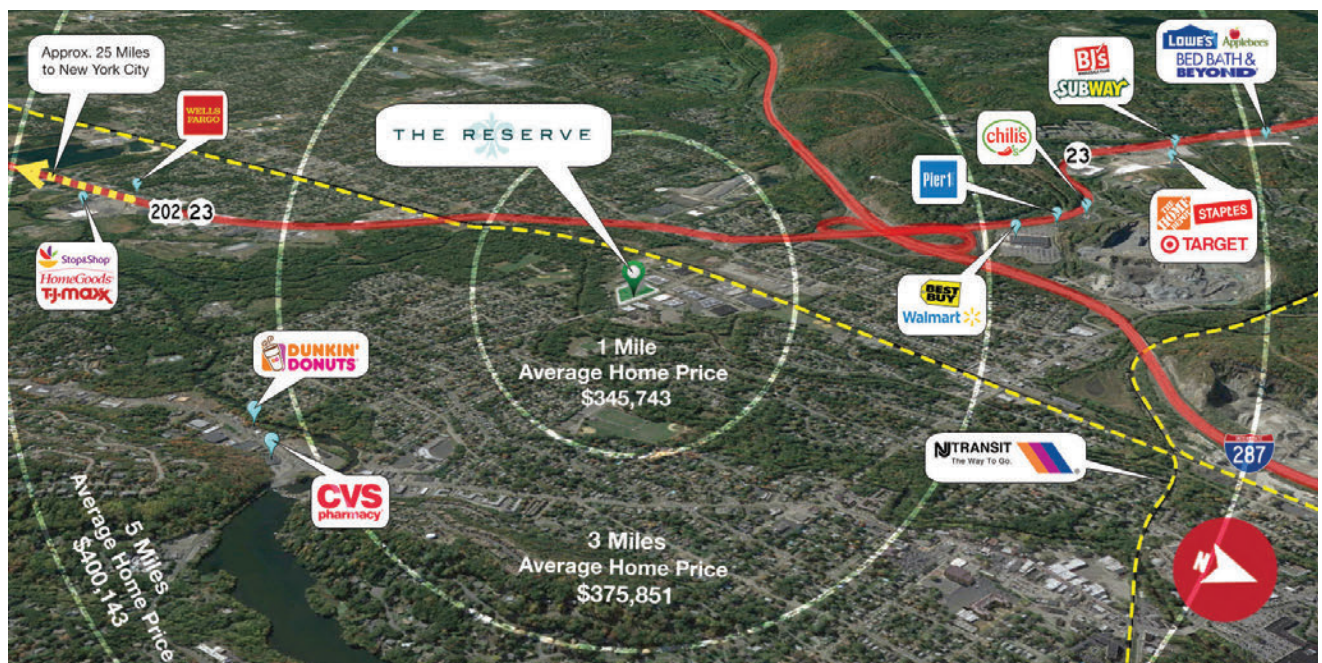 Approx. 25 Miles
to New York City
WELLS
FARGO
THE RESERVE
BJ's
SUBWAY
LOWE'S Applebee's
BED BATH &
BEYOND
chili's
23
Pier1
THE HOME DEPOT STAPLES
TARGET
202 23
Stop&Shop
HomeGoods
T.J.maxx
BEST
BUY
Walmart
DUNKIN'
DONUTS
1 Mile
Average Home Price
$345,743
NJ TRANSIT
The Way To Go.
287
CVS
pharmacy
3 Miles
Average Home Price
$375,851
5 Miles
Average Home Price
$400,143
N